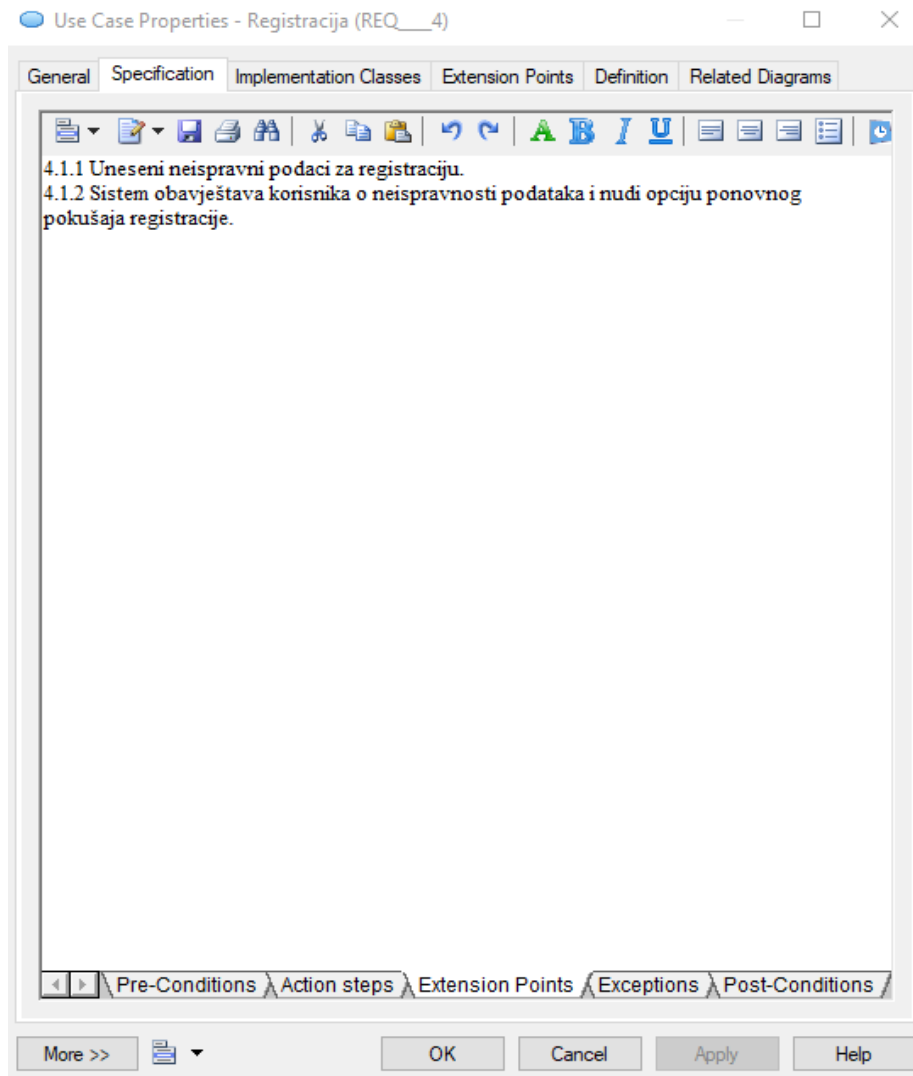 Use Case Properties - Registracija (REQ___4)
General Specification Implementation Classes Extension Points Definition Related Diagrams
A B I U
4.1.1 Uneseni neispravni podaci za registraciju.
4.1.2 Sistem obavještava korisnika o neispravnosti podataka i nudi opciju ponovnog
pokušaja registracije.
Pre-Conditions Action steps Extension Points Exceptions Post-Conditions
More >> OK Cancel Apply Help